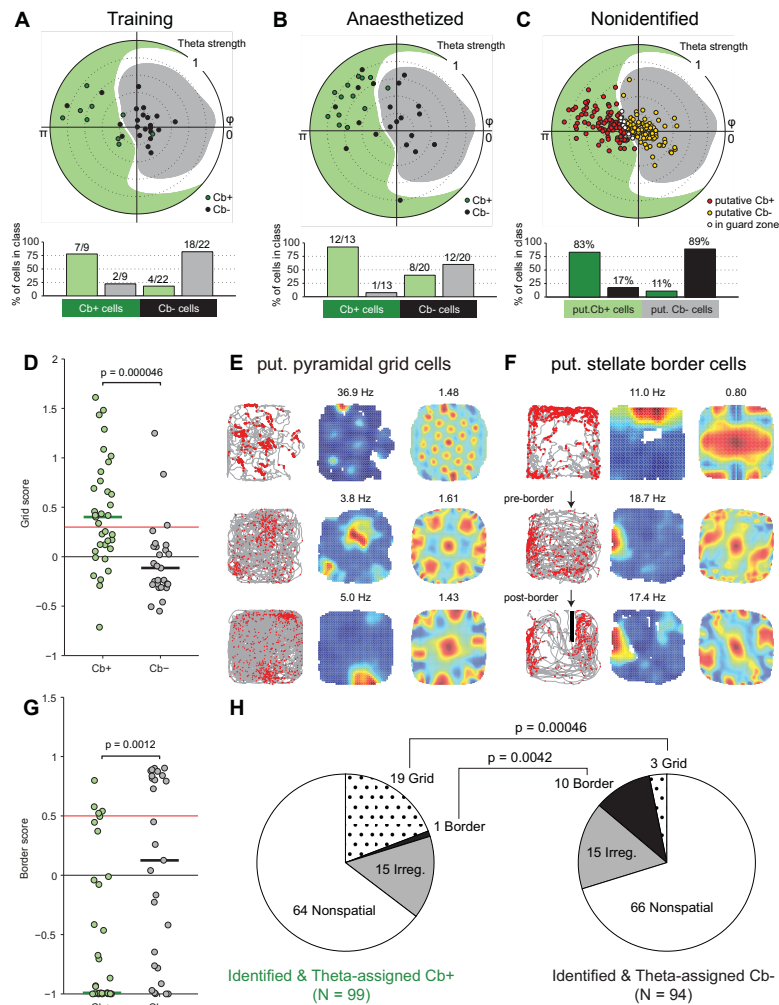 A Training
Theta strength
1
π
φ
0
Cb+
Cb-
% of cells in class
100
75
50
25
7/9
2/9
4/22
18/22
Cb+ cells
Cb- cells
B Anaesthetized
Theta strength
1
π
φ
0
Cb+
Cb-
% of cells in class
100
75
50
25
12/13
1/13
8/20
12/20
Cb+ cells
Cb- cells
C Nonidentified
Theta strength
1
π
φ
0
putative Cb+
putative Cb-
in guard zone
% of cells in class
100
75
50
25
83%
17%
11%
89%
put.Cb+ cells
put. Cb- cells
D
p = 0.000046
Grid score
2
1.5
1
0.5
0
−0.5
−1
Cb+
Cb−
E put. pyramidal grid cells
36.9 Hz
1.48
3.8 Hz
1.61
5.0 Hz
1.43
F put. stellate border cells
11.0 Hz
0.80
pre-border
18.7 Hz
post-border
17.4 Hz
G
p = 0.0012
Border score
1.5
1
0.5
0
−0.5
−1
H
p = 0.00046
p = 0.0042
19 Grid
1 Border
15 Irreg.
64 Nonspatial
Identified & Theta-assigned Cb+
(N = 99)
3 Grid
10 Border
15 Irreg.
66 Nonspatial
Identified & Theta-assigned Cb-
(N = 94)